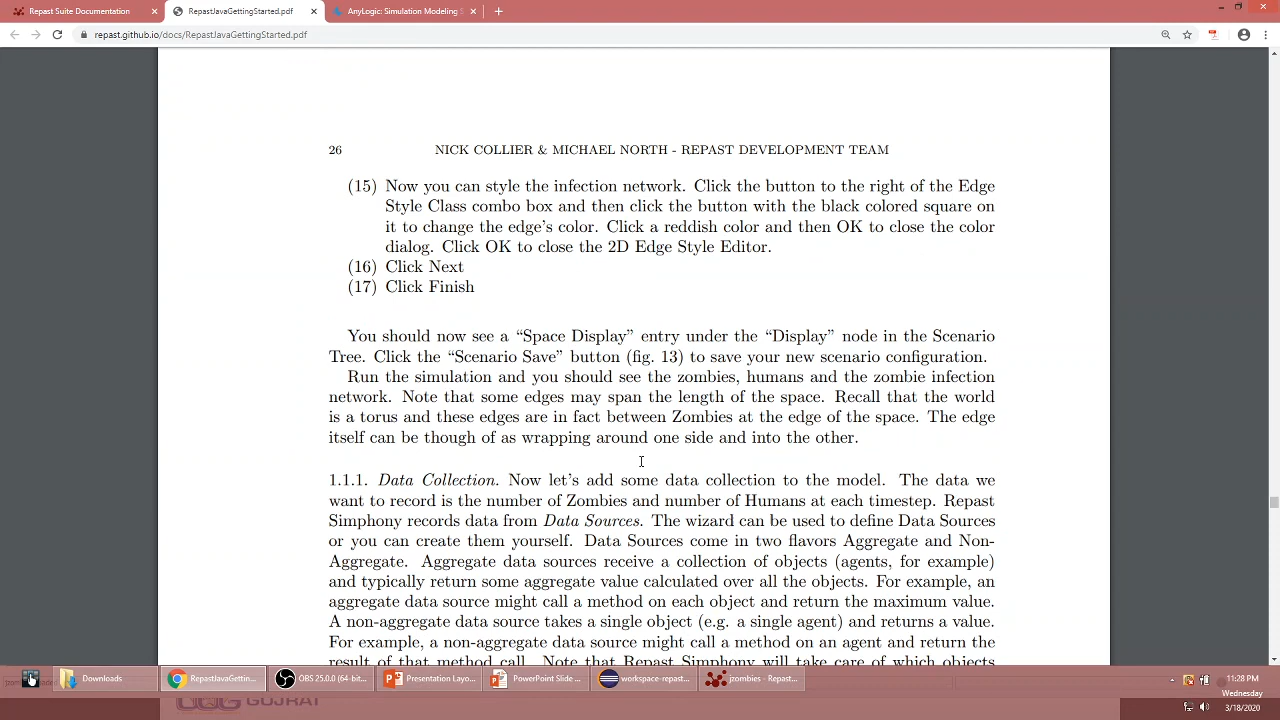 Repast Suite Documentation
RepastJavaGettingStarted.pdf
AnyLogic: Simulation Modeling S
repast.github.io/docs/RepastJavaGettingStarted.pdf
26 NICK COLLIER & MICHAEL NORTH - REPAST DEVELOPMENT TEAM
(15) Now you can style the infection network. Click the button to the right of the Edge
Style Class combo box and then click the button with the black colored square on
it to change the edge's color. Click a reddish color and then OK to close the color
dialog. Click OK to close the 2D Edge Style Editor.
(16) Click Next
(17) Click Finish
You should now see a “Space Display” entry under the “Display” node in the Scenario
Tree. Click the “Scenario Save” button (fig. 13) to save your new scenario configuration.
Run the simulation and you should see the zombies, humans and the zombie infection
network. Note that some edges may span the length of the space. Recall that the world
is a torus and these edges are in fact between Zombies at the edge of the space. The edge
itself can be though of as wrapping around one side and into the other.
1.1.1. Data Collection. Now let's add some data collection to the model. The data we
want to record is the number of Zombies and number of Humans at each timestep. Repast
Simphony records data from Data Sources. The wizard can be used to define Data Sources
or you can create them yourself. Data Sources come in two flavors Aggregate and Non-
Aggregate. Aggregate data sources receive a collection of objects (agents, for example)
and typically return some aggregate value calculated over all the objects. For example, an
aggregate data source might call a method on each object and return the maximum value.
A non-aggregate data source takes a single object (e.g. a single agent) and returns a value.
For example, a non-aggregate data source might call a method on an agent and return the
result of that method call. Note that Repast Simphony will take care of which objects
Downloads
RepastJavaGettin...
OBS 25.0.0 (64-bit...
Presentation Layo...
PowerPoint Slide ...
workspace-repast...
jzombies - Repast...
11:28 PM
Wednesday
3/18/2020
GUJRAT